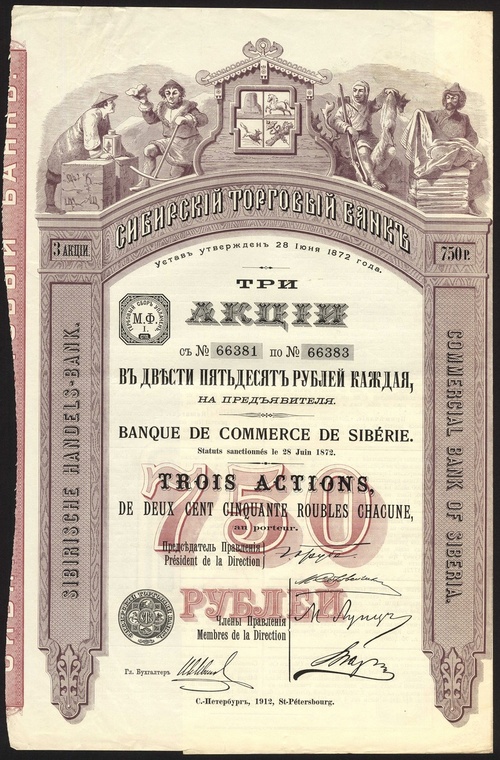 СИБИРСКІЙ ТОРГОВЫЙ БАНКЪ
3 АКЦІИ.
750 Р.
Уставъ утвержденъ 28 Іюня 1872 года.
ТРИ
АКЦІИ
М.Ф.
1.
съ № 66381 по № 66383
ВЪ ДВѢСТИ ПЯТЬДЕСЯТЪ РУБЛЕЙ КАЖДАЯ,
НА ПРЕДЪЯВИТЕЛЯ.
BANQUE DE COMMERCE DE SIBÉRIE.
Statuts sanctionnés le 28 Juin 1872.
750
TROIS ACTIONS,
DE DEUX CENT CINQUANTE ROUBLES CHACUNE,
au porteur.
Предсѣдатель Правленія
Président de la Direction
РУБЛЕЙ
Члены Правленія
Membres de la Direction
Гл. Бухгалтеръ
С.-Петербургъ, 1912, St-Pétersbourg.
SIBIRISCHE HANDELS-BANK.
COMMERCIAL BANK OF SIBERIA.